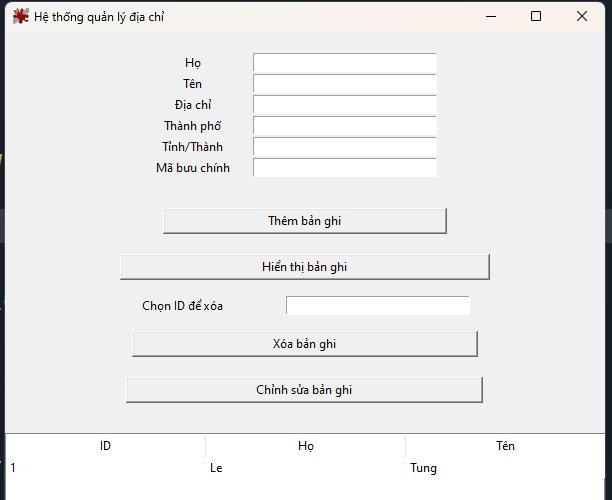 Hệ thống quản lý địa chỉ
Họ
Tên
Địa chỉ
Thành phố
Tỉnh/Thành
Mã bưu chính
Thêm bản ghi
Hiển thị bản ghi
Chọn ID để xóa
Xóa bản ghi
Chỉnh sửa bản ghi
ID Họ Tên
1 Le Tung